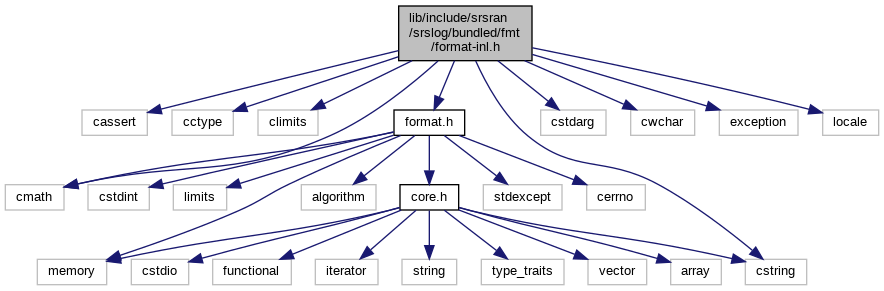 lib/include/srsran
/srslog/bundled/fmt
/format-inl.h
cassert
cctype
climits
format.h
cstdarg
cwchar
exception
locale
cmath
cstdint
limits
algorithm
core.h
stdexcept
cerrno
memory
cstdio
functional
iterator
string
type_traits
vector
array
cstring